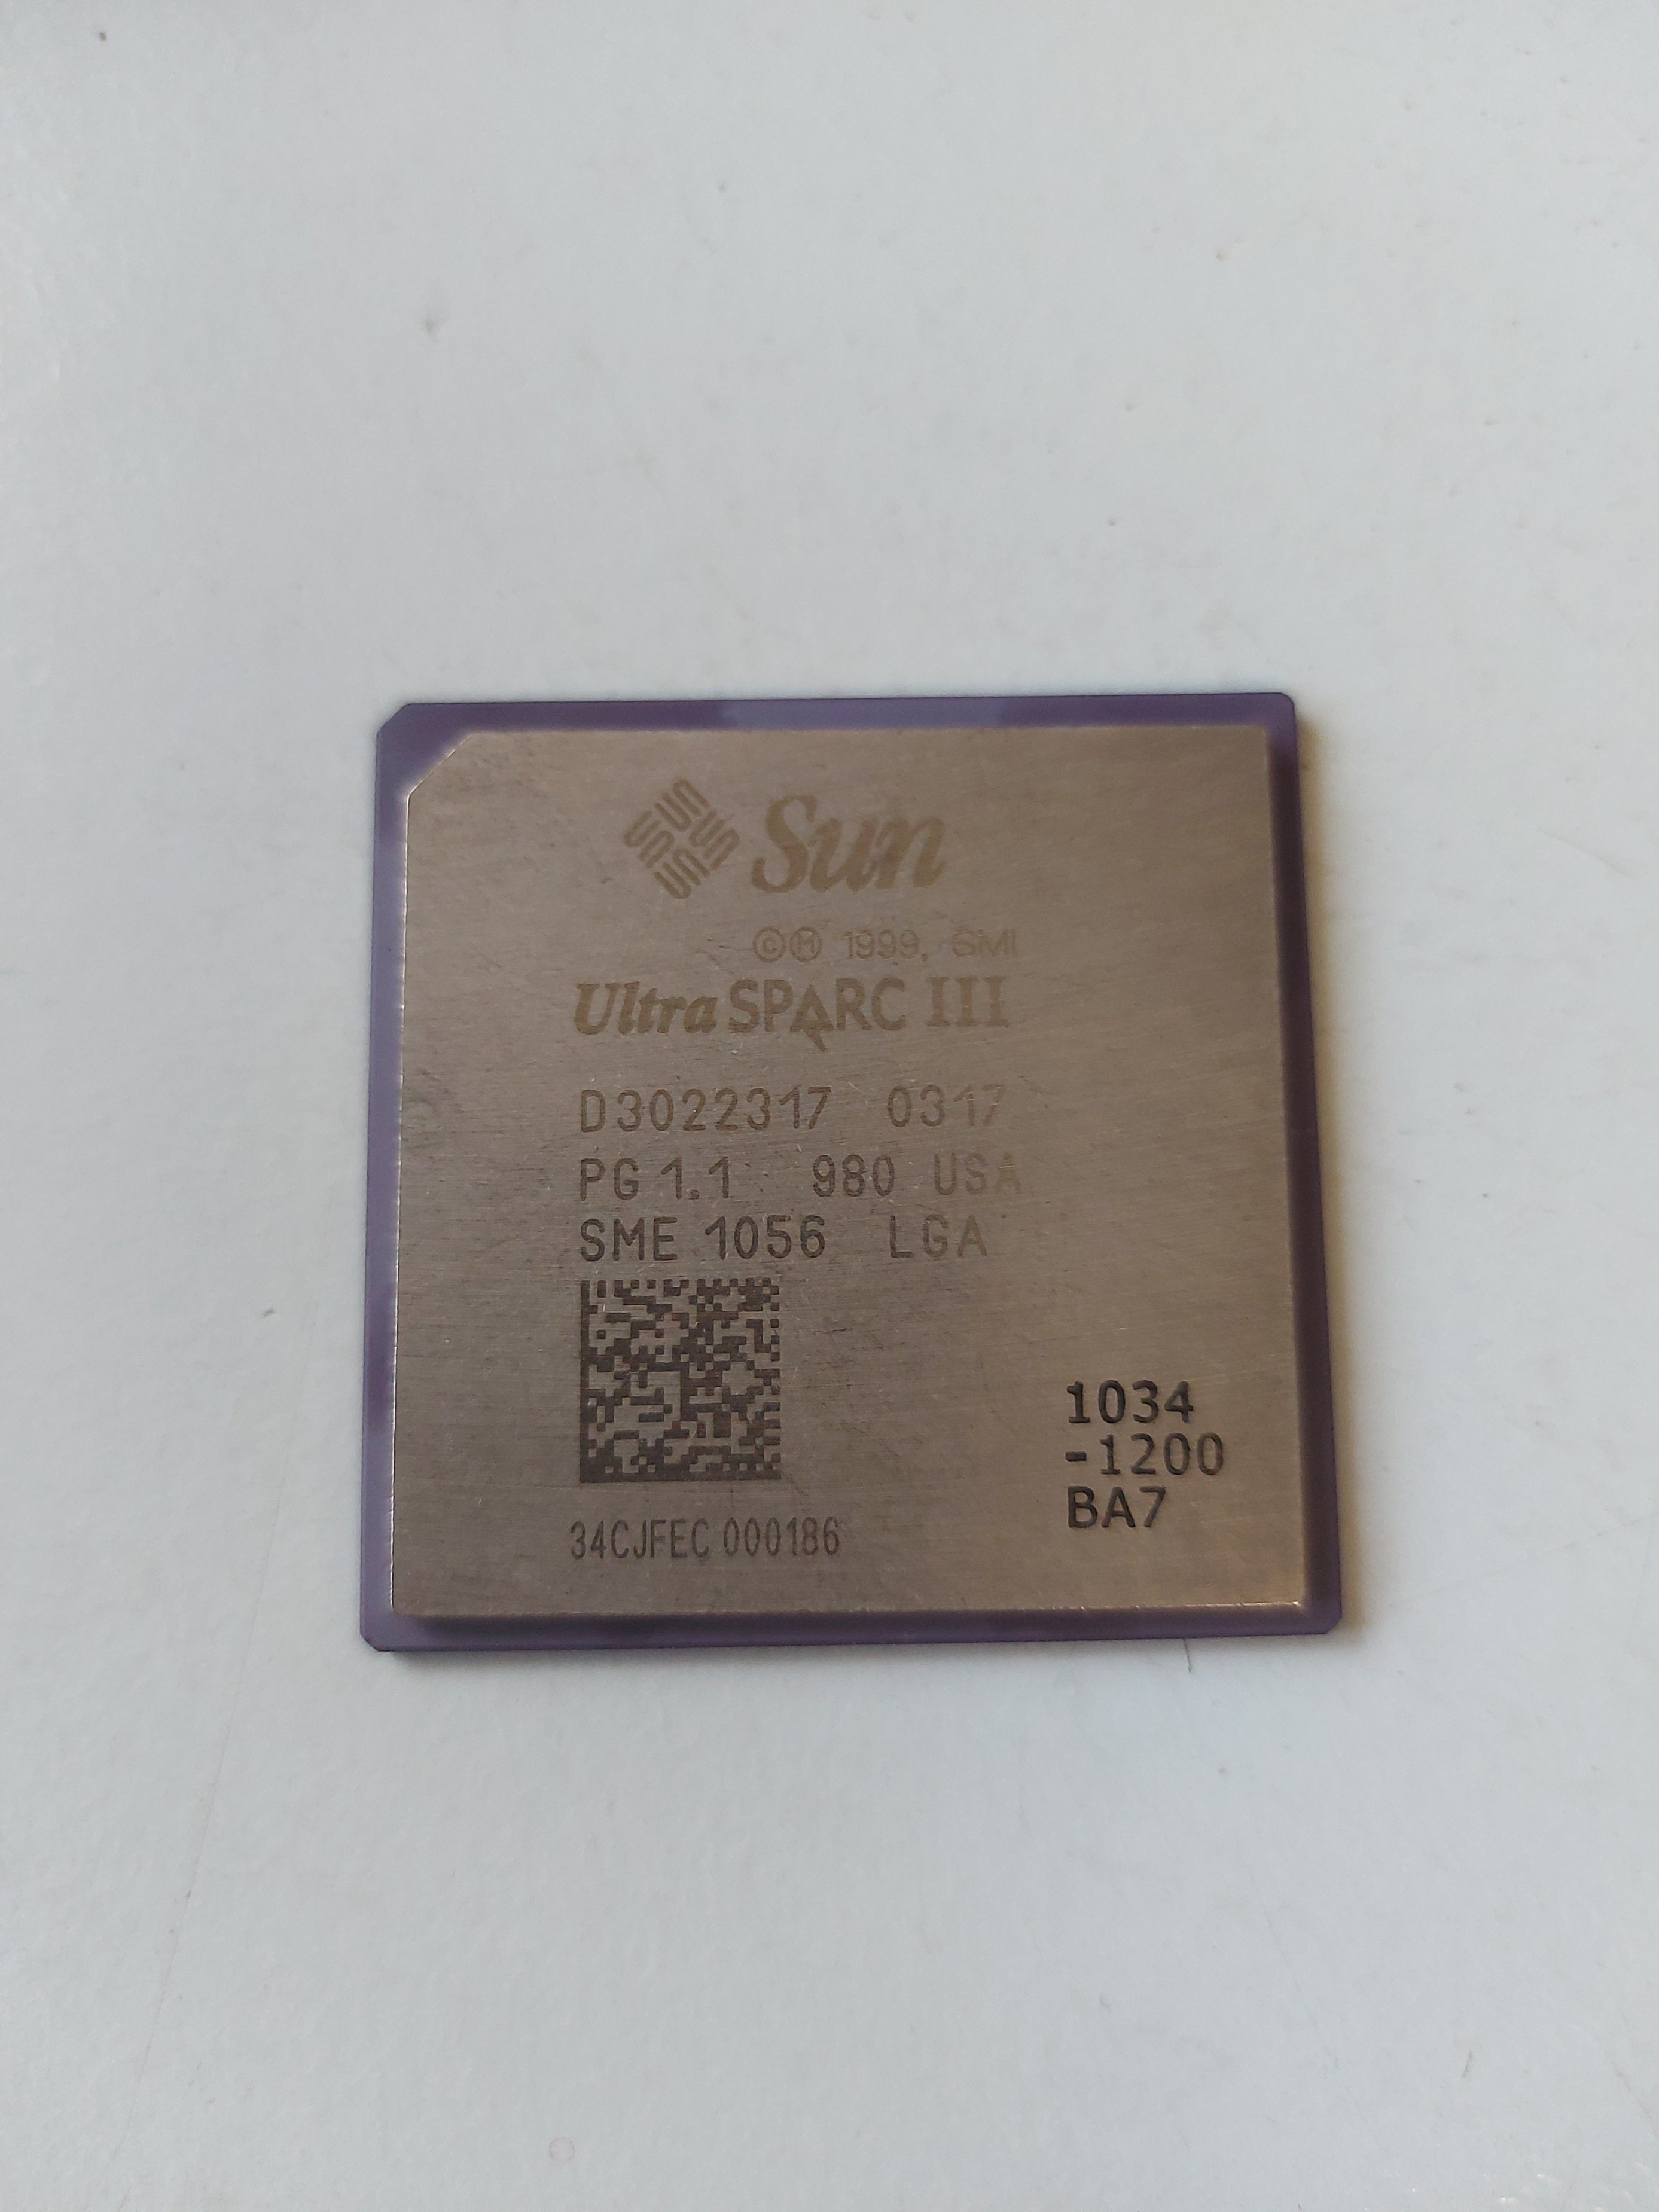 Sun
©Ⓜ 1999, SMI
UltraSPARC III
D3022317 0317
PG 1.1 980 USA
SME 1056 LGA
34CJFEC 000186
1034
-1200
BA7